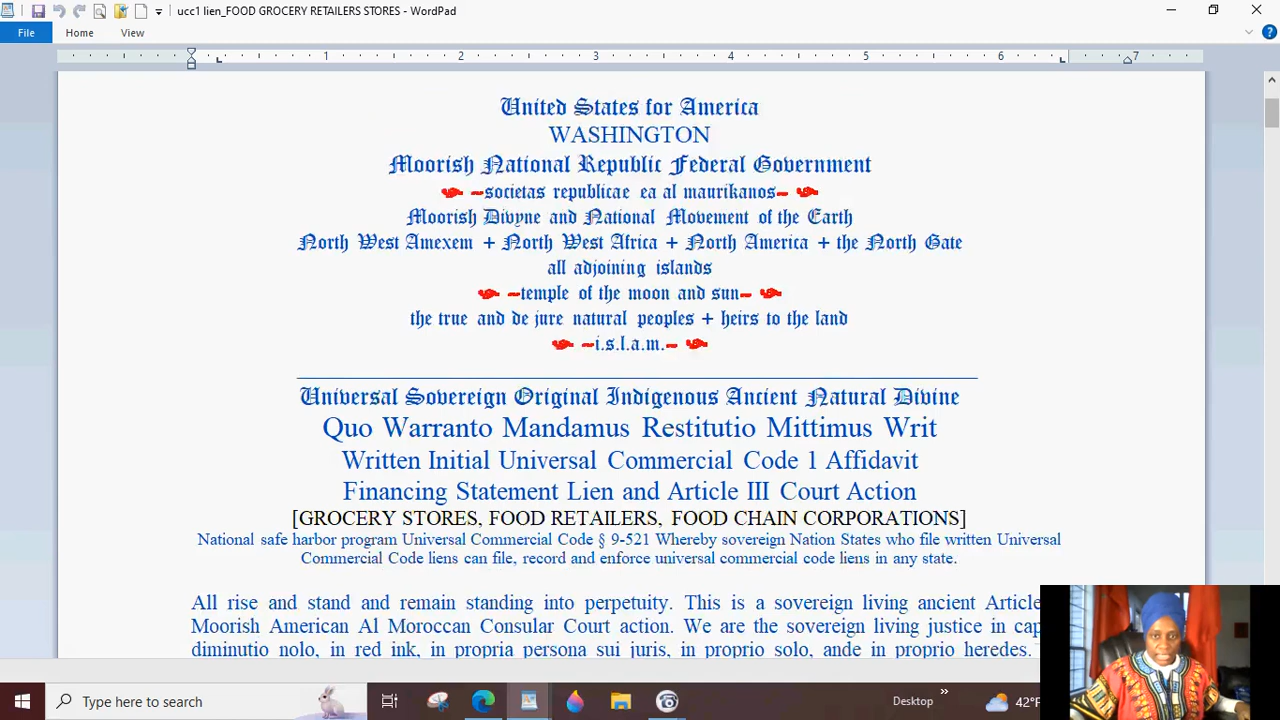 ucc1 lien_FOOD GROCERY RETAILERS STORES - WordPad
File Home View
1 2 3 4 5 6 7
United States for America
WASHINGTON
Moorish National Republic Federal Government
~societas republicae ea al maurikanos~
Moorish Divyne and National Movement of the Earth
North West Amexem + North West Africa + North America + the North Gate
all adjoining islands
~temple of the moon and sun~
the true and de jure natural peoples + heirs to the land
~i.s.l.a.m.~
Universal Sovereign Original Indigenous Ancient Natural Divine
Quo Warranto Mandamus Restitutio Mittimus Writ
Written Initial Universal Commercial Code 1 Affidavit
Financing Statement Lien and Article III Court Action
[GROCERY STORES, FOOD RETAILERS, FOOD CHAIN CORPORATIONS]
National safe harbor program Universal Commercial Code § 9-521 Whereby sovereign Nation States who file written Universal
Commercial Code liens can file, record and enforce universal commercial code liens in any state.
All rise and stand and remain standing into perpetuity. This is a sovereign living ancient Article
Moorish American Al Moroccan Consular Court action. We are the sovereign living justice in cap
diminutio nolo, in red ink, in propria persona sui juris, in proprio solo, ande in proprio heredes.
Type here to search
Desktop
42°F